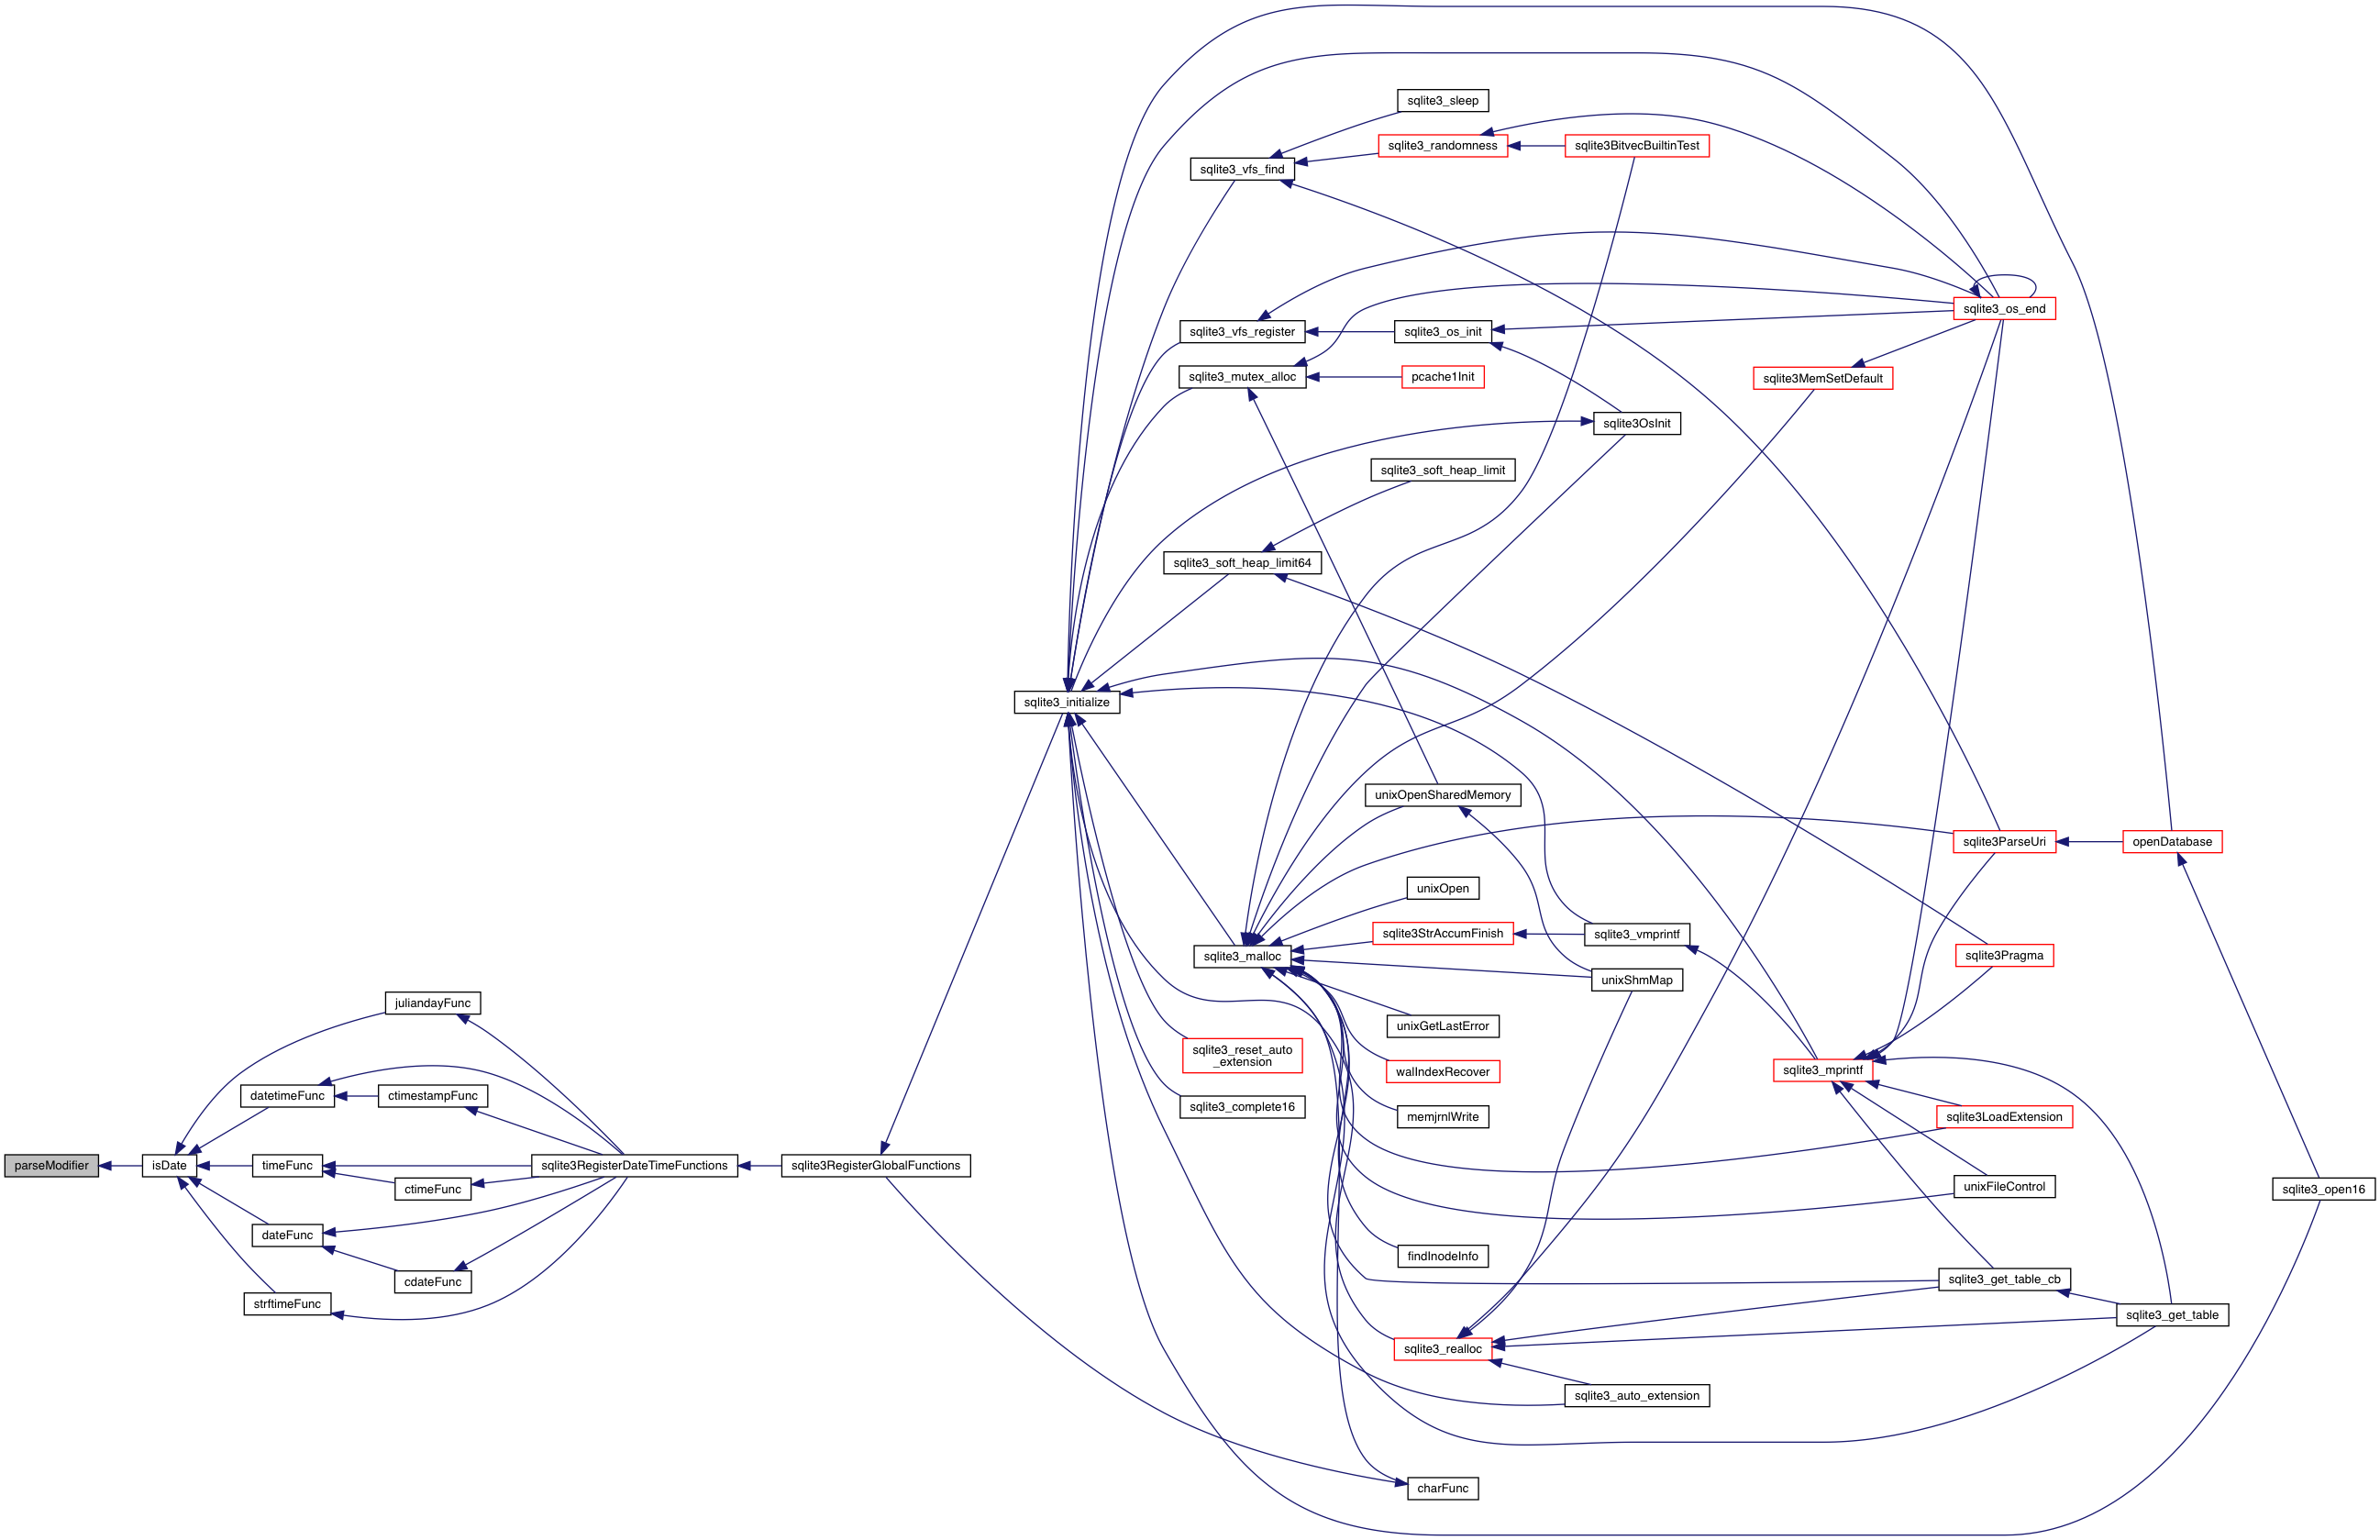 parseModifier
isDate
juliandayFunc
datetimeFunc
ctimestampFunc
timeFunc
ctimeFunc
dateFunc
cdateFunc
strftimeFunc
sqlite3RegisterDateTimeFunctions
sqlite3RegisterGlobalFunctions
sqlite3_initialize
sqlite3_vfs_find
sqlite3_vfs_register
sqlite3_mutex_alloc
sqlite3_soft_heap_limit64
sqlite3_malloc
sqlite3_reset_auto
_extension
sqlite3_complete16
sqlite3_sleep
sqlite3_randomness
sqlite3_os_init
pcache1Init
sqlite3_soft_heap_limit
unixOpenSharedMemory
unixOpen
sqlite3StrAccumFinish
unixGetLastError
walIndexRecover
memjrnlWrite
findInodeInfo
sqlite3_realloc
charFunc
sqlite3BitvecBuiltinTest
sqlite3OsInit
sqlite3_vmprintf
unixShmMap
sqlite3_auto_extension
sqlite3MemSetDefault
sqlite3_mprintf
sqlite3_os_end
sqlite3ParseUri
sqlite3Pragma
sqlite3LoadExtension
unixFileControl
sqlite3_get_table_cb
openDatabase
sqlite3_get_table
sqlite3_open16